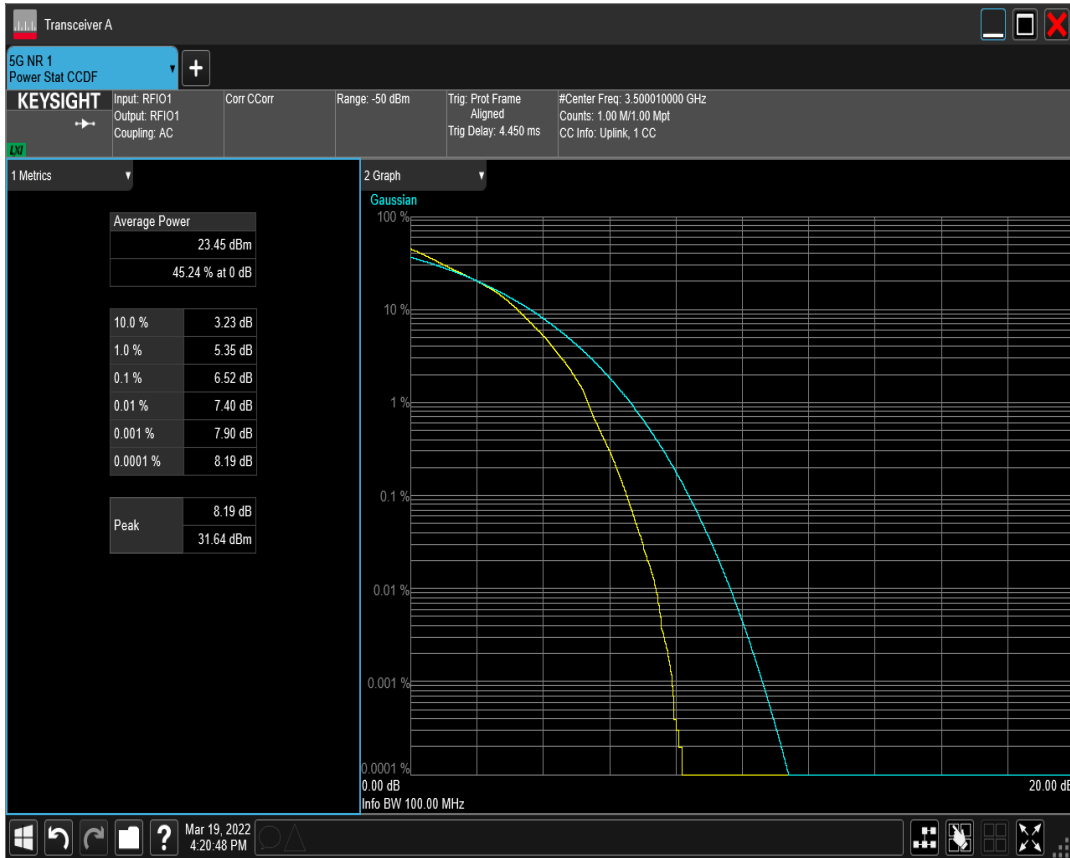 Transceiver A
5G NR 1
Power Stat CCDF
KEYSIGHT
LXI
Input: RFIO1
Output: RFIO1
Coupling: AC
Corr CCorr
Range: -50 dBm
Trig: Prot Frame
Aligned
Trig Delay: 4.450 ms
#Center Freq: 3.500010000 GHz
Counts: 1.00 M/1.00 Mpt
CC Info: Uplink, 1 CC
1 Metrics
Average Power
23.45 dBm
45.24 % at 0 dB
10.0 % 3.23 dB
1.0 % 5.35 dB
0.1 % 6.52 dB
0.01 % 7.40 dB
0.001 % 7.90 dB
0.0001 % 8.19 dB
Peak
8.19 dB
31.64 dBm
2 Graph
Gaussian
100 %
10 %
1 %
0.1 %
0.01 %
0.001 %
0.0001 %
0.00 dB 20.00 dB
Info BW 100.00 MHz
?
Mar 19, 2022
4:20:48 PM